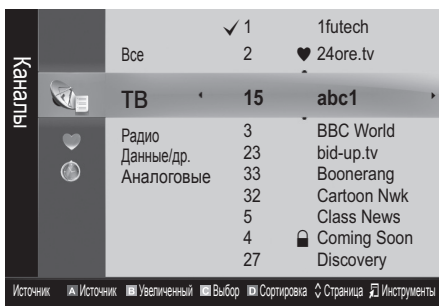 Каналы
1 1futech
Все 2 24ore.tv
ТВ 15 abc1
Радио 3 BBC World
Данные/др. 23 bid-up.tv
Аналоговые 33 Boonerang
32 Cartoon Nwk
5 Class News
4 Coming Soon
27 Discovery
Источник A Источник B Увеличенный C Выбор D Сортировка Страница Инструменты